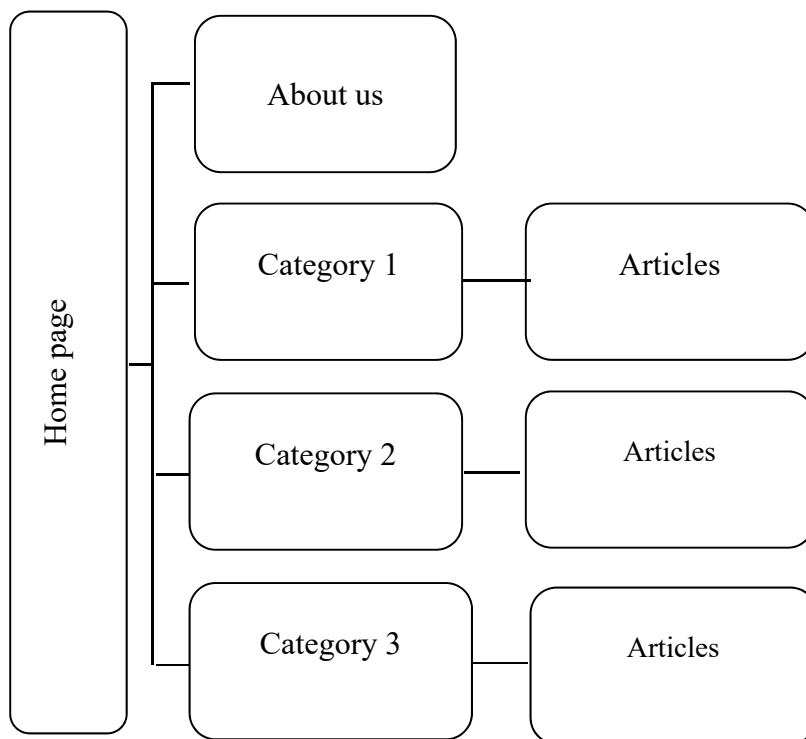 Home page
About us
Category 1
Articles
Category 2
Articles
Category 3
Articles